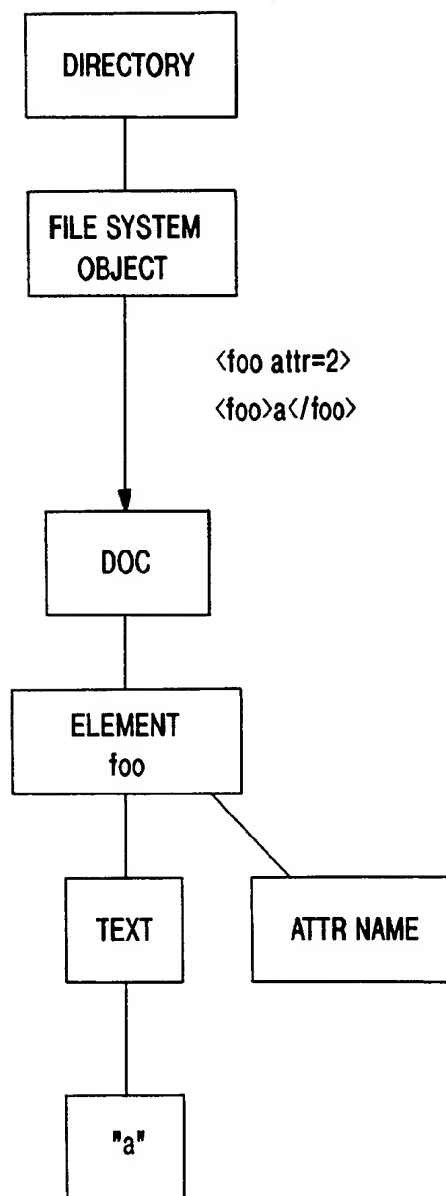 DIRECTORY
FILE SYSTEM
OBJECT
<foo attr=2>
<foo>a</foo>
DOC
ELEMENT
foo
TEXT
ATTR NAME
"a"